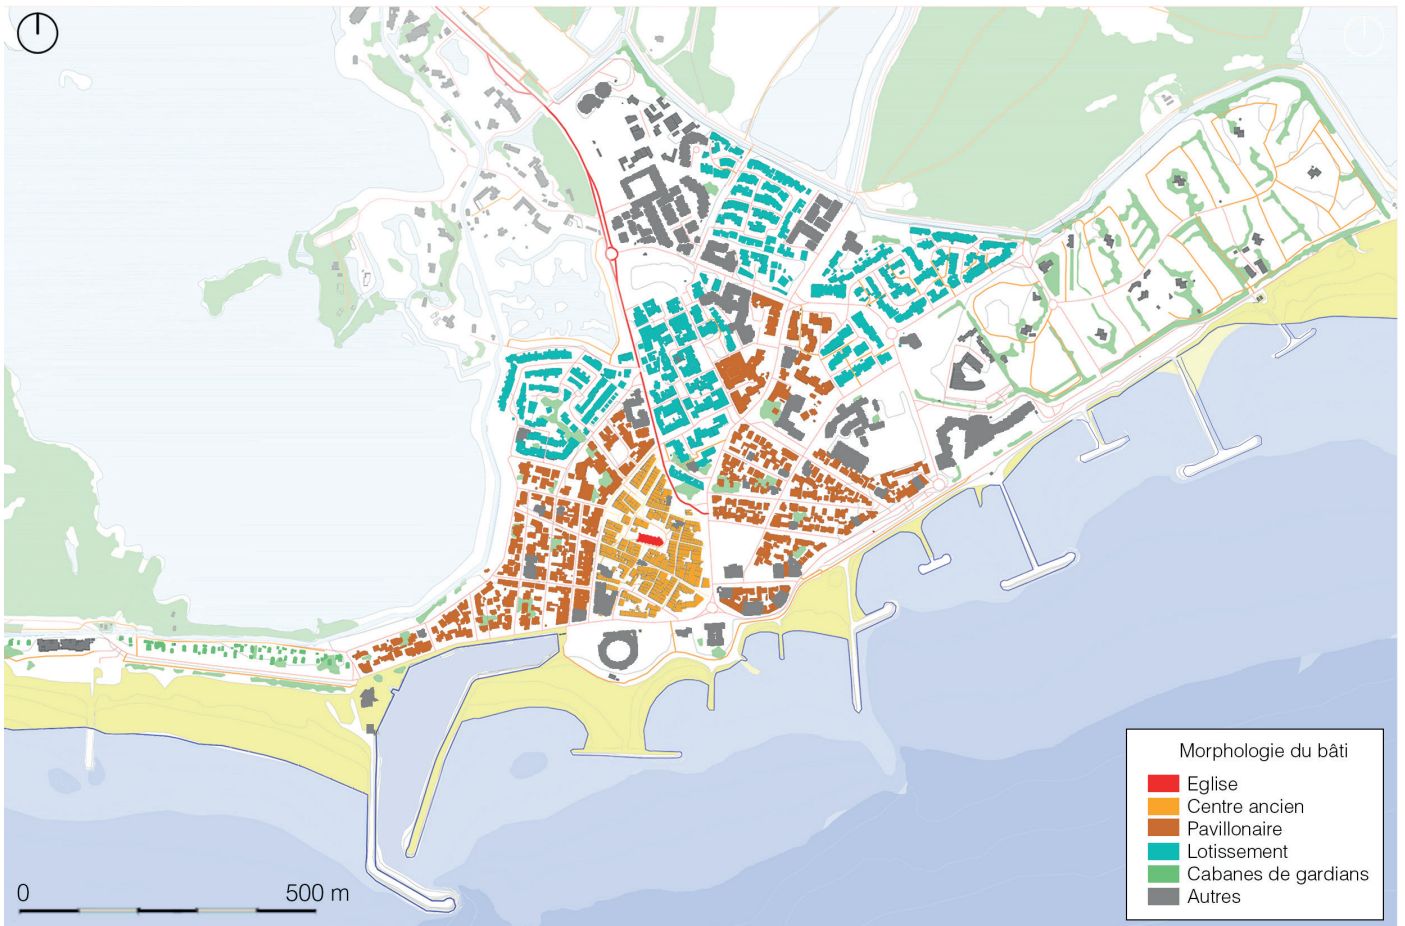 Morphologie du bâti
Eglise
Centre ancien
Pavillonaire
Lotissement
Cabanes de gardians
Autres
0 500 m